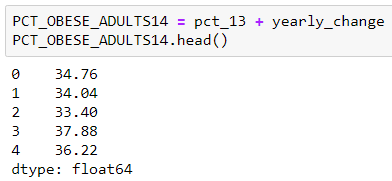 PCT_OBESE_ADULTS14 = pct_13 + yearly_change
PCT_OBESE_ADULTS14.head()
0    34.76
1    34.04
2    33.40
3    37.88
4    36.22
dtype: float64